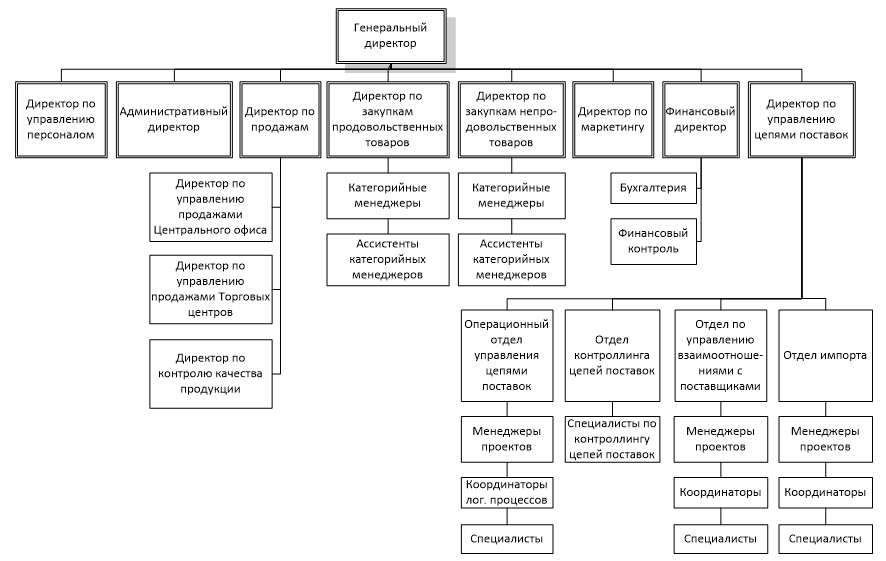 Генеральный
директор
Директор по
управлению
персоналом
Административный
директор
Директор по
продажам
Директор по
закупкам
продовольственных
товаров
Директор по
закупкам непро-
довольственных
товаров
Директор по
маркетингу
Финансовый
директор
Директор по
управлению
цепями поставок
Директор по
управлению
продажами
Центрального офиса
Директор по
управлению
продажами Торговых
центров
Директор по
контролю качества
продукции
Категорийные
менеджеры
Ассистенты
категорийных
менеджеров
Категорийные
менеджеры
Ассистенты
категорийных
менеджеров
Бухгалтерия
Финансовый
контроль
Операционный
отдел
управления
цепями
поставок
Менеджеры
проектов
Координаторы
лог. процессов
Специалисты
Отдел
контроллинга
цепей поставок
Специалисты по
контроллингу
цепей поставок
Отдел по
управлению
взаимоотноше-
ниями с
поставщиками
Менеджеры
проектов
Координаторы
Специалисты
Отдел импорта
Менеджеры
проектов
Координаторы
Специалисты